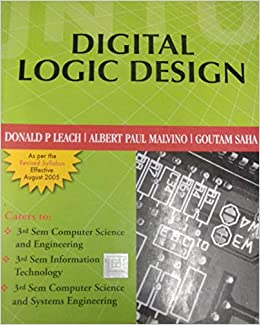 JNTU
DIGITAL
LOGIC DESIGN
DONALD P LEACH | ALBERT PAUL MALVINO | GOUTAM SAHA
As per the
Revised Syllabus
Effective
August 2005
Caters to:
3rd Sem Computer Science
and Engineering
3rd Sem Information
Technology
3rd Sem Computer Science
and Systems Engineering